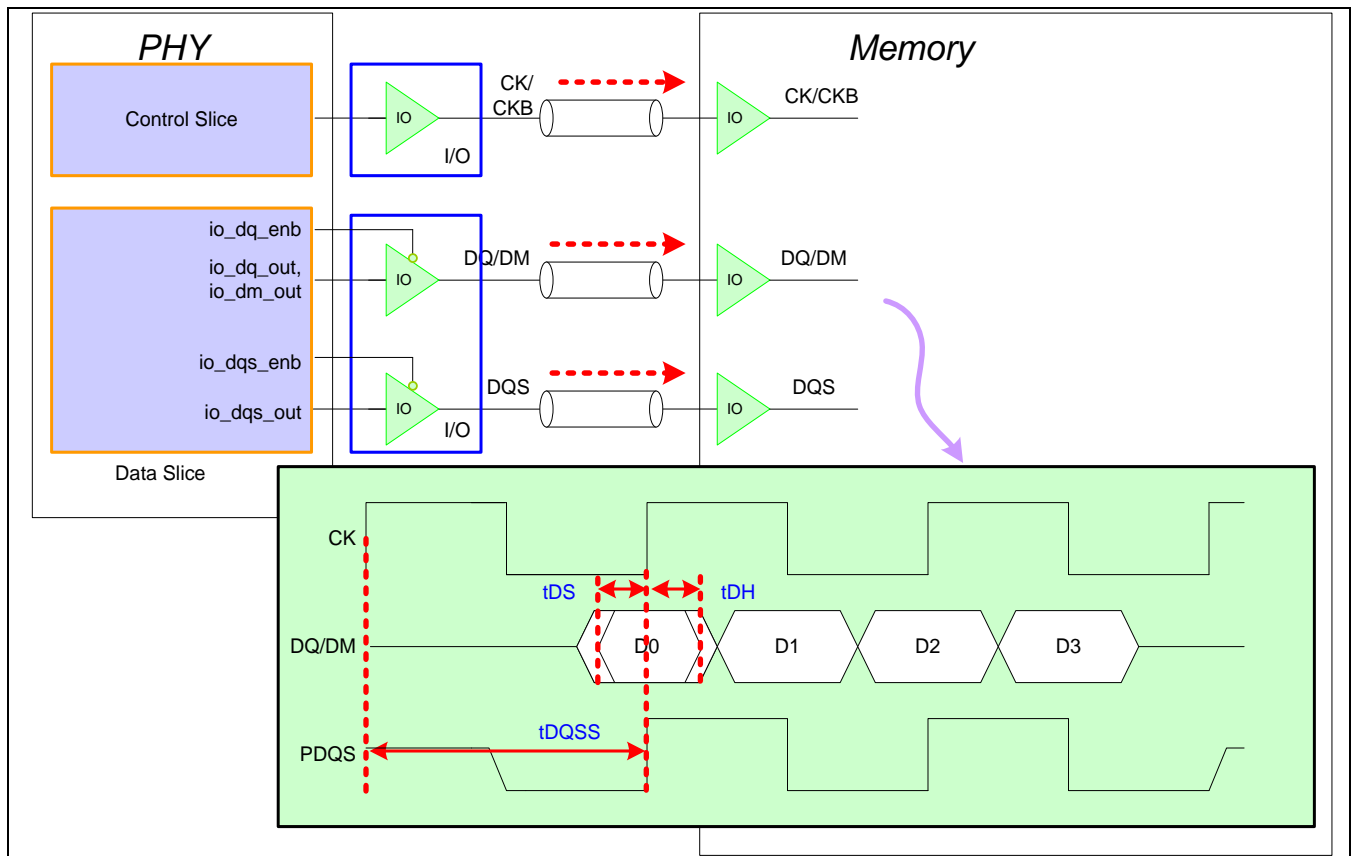 PHY
Memory
Control Slice
IO
I/O
CK/
CKB
IO
CK/CKB
io_dq_enb
io_dq_out,
io_dm_out
IO
DQ/DM
IO
DQ/DM
io_dqs_enb
io_dqs_out
IO
I/O
DQS
IO
DQS
Data Slice
CK
tDS
tDH
DQ/DM
D0
D1
D2
D3
tDQSS
PDQS